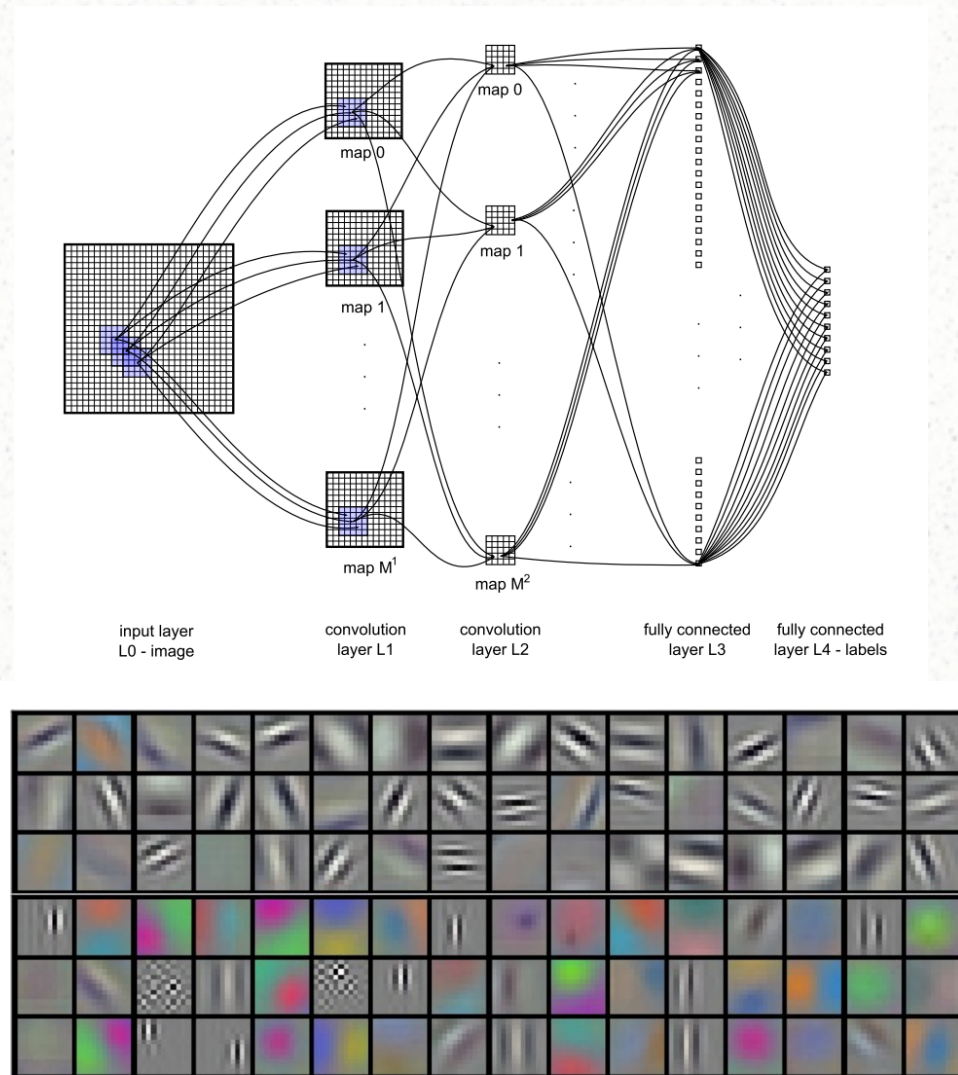 map 0
map 0
map 1
map 1
map M¹
map M²
input layer
L0 - image
convolution
layer L1
convolution
layer L2
fully connected
layer L3
fully connected
layer L4 - labels